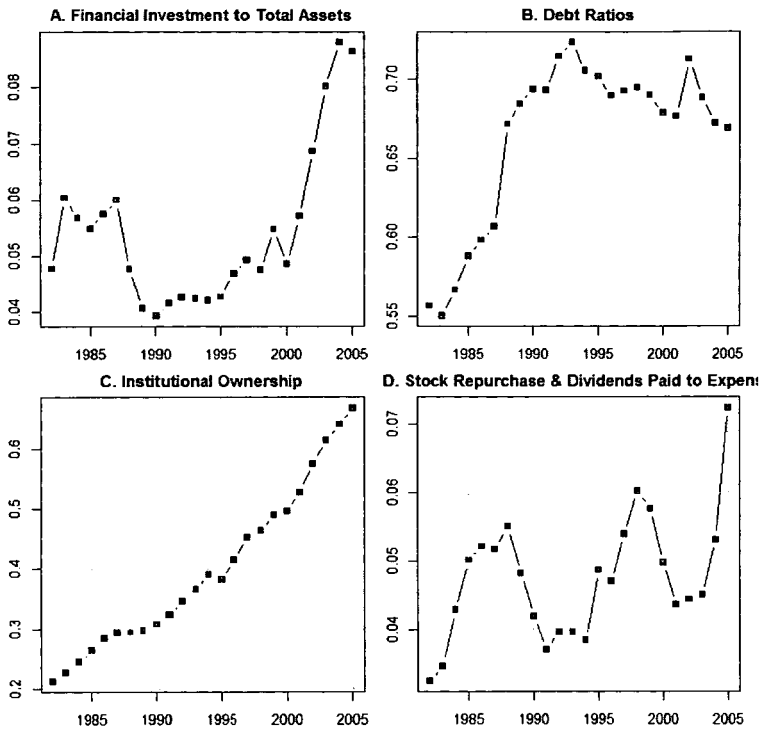 A. Financial Investment to Total Assets
0.08
0.07
0.06
0.05
0.04
1985 1990 1995 2000 2005
B. Debt Ratios
0.70
0.65
0.60
0.55
1985 1990 1995 2000 2005
C. Institutional Ownership
0.6
0.5
0.4
0.3
0.2
1985 1990 1995 2000 2005
D. Stock Repurchase & Dividends Paid to Expens
0.07
0.06
0.05
0.04
1985 1990 1995 2000 2005